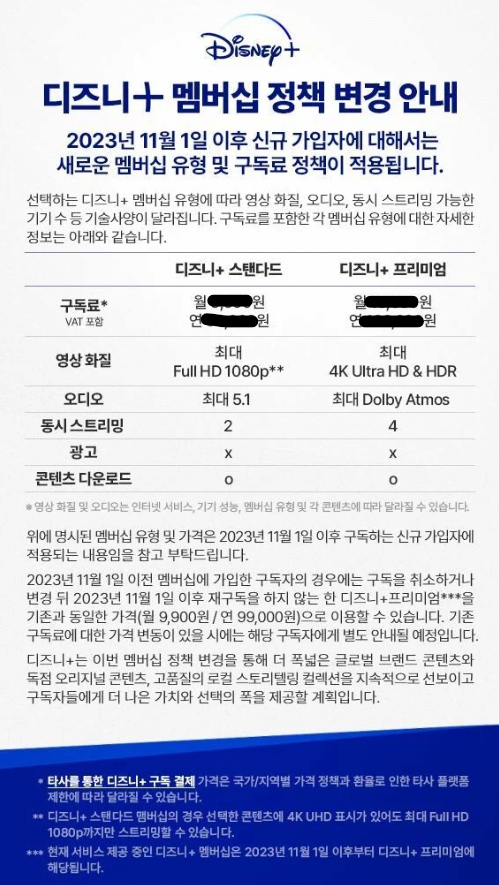 Disney+
디즈니+ 멤버십 정책 변경 안내
2023년 11월 1일 이후 신규 가입자에 대해서는
새로운 멤버십 유형 및 구독료 정책이 적용됩니다.
선택하는 디즈니+ 멤버십 유형에 따라 영상 화질, 오디오, 동시 스트리밍 가능한
기기 수 등 기술사양이 달라집니다. 구독료를 포함한 각 멤버십 유형에 대한 자세한
정보는 아래와 같습니다.
디즈니+ 스탠다드 디즈니+ 프리미엄
구독료* 월 원 월 원
VAT 포함 연 원 연 원
영상 화질 최대 최대
Full HD 1080p** 4K Ultra HD & HDR
오디오 최대 5.1 최대 Dolby Atmos
동시 스트리밍 2 4
광고 x x
콘텐츠 다운로드 o o
* 영상 화질 및 오디오는 인터넷 서비스, 기기 성능, 멤버십 유형 및 각 콘텐츠에 따라 달라질 수 있습니다.
위에 명시된 멤버십 유형 및 가격은 2023년 11월 1일 이후 구독하는 신규 가입자에
적용되는 내용임을 참고 부탁드립니다.
2023년 11월 1일 이전 멤버십에 가입한 구독자의 경우에는 구독을 취소하거나
변경 뒤 2023년 11월 1일 이후 재구독을 하지 않는 한 디즈니+프리미엄***을
기존과 동일한 가격(월 9,900원 / 연 99,000원)으로 이용할 수 있습니다. 기존
구독료에 대한 가격 변동이 있을 시에는 해당 구독자에게 별도 안내될 예정입니다.
디즈니+는 이번 멤버십 정책 변경을 통해 더 폭넓은 글로벌 브랜드 콘텐츠와
독점 오리지널 콘텐츠, 고품질의 로컬 스토리텔링 컬렉션을 지속적으로 선보이고
구독자들에게 더 나은 가치와 선택의 폭을 제공할 계획입니다.
* 타사를 통한 디즈니+ 구독 결제 가격은 국가/지역별 가격 정책과 환율로 인한 타사 플랫폼
제한에 따라 달라질 수 있습니다.
** 디즈니+ 스탠다드 멤버십의 경우 선택한 콘텐츠에 4K UHD 표시가 있어도 최대 Full HD
1080p까지만 스트리밍할 수 있습니다.
*** 현재 서비스 제공 중인 디즈니+ 멤버십은 2023년 11월 1일 이후부터 디즈니+ 프리미엄에
해당됩니다.